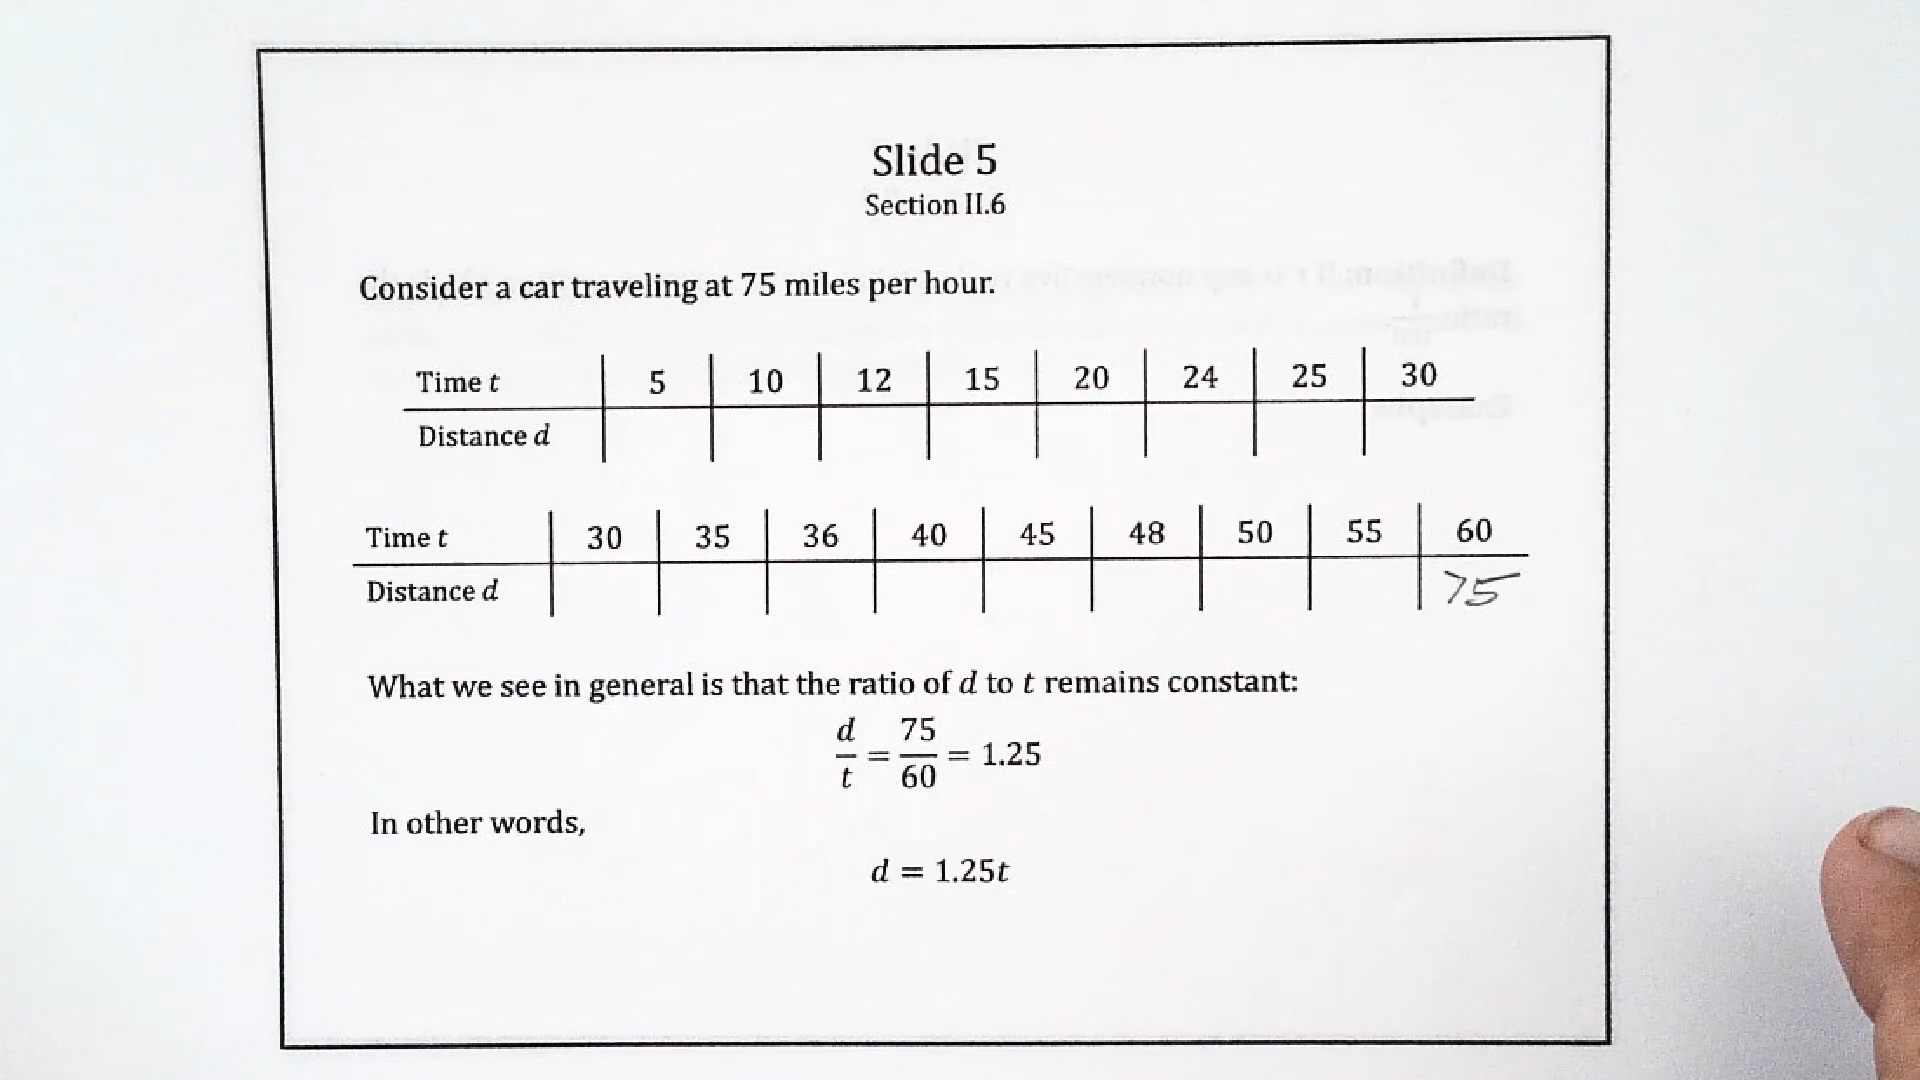 Slide 5
Section II.6
Consider a car traveling at 75 miles per hour.
Time t 5 10 12 15 20 24 25 30
Distance d
Time t 30 35 36 40 45 48 50 55 60
Distance d 75
What we see in general is that the ratio of d to t remains constant:
d/t = 75/60 = 1.25
In other words,
d = 1.25t